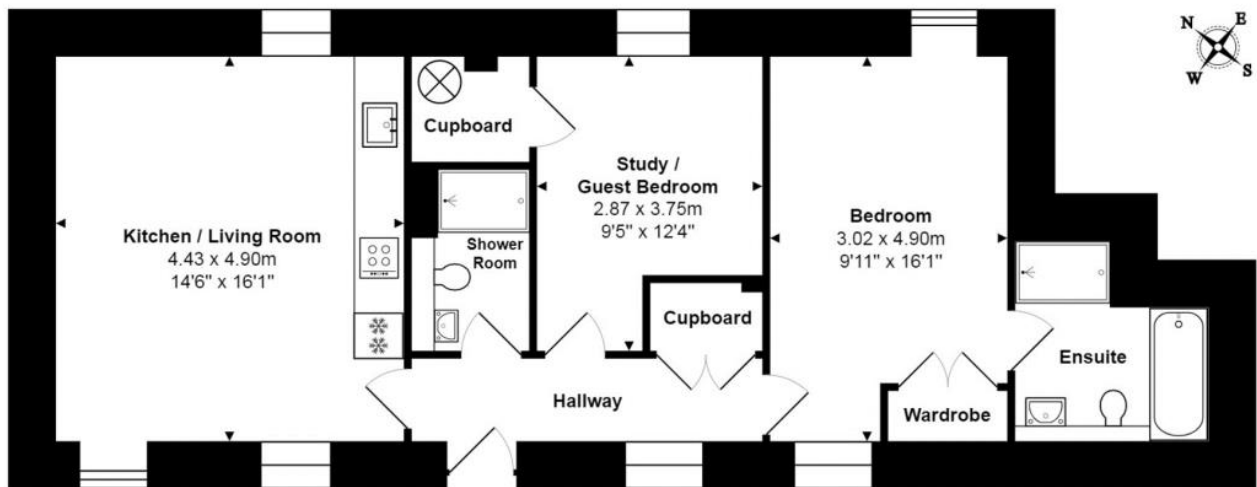 N
E
W
S
Kitchen / Living Room
4.43 x 4.90m
14'6" x 16'1"
Cupboard
Shower
Room
Study /
Guest Bedroom
2.87 x 3.75m
9'5" x 12'4"
Cupboard
Hallway
Bedroom
3.02 x 4.90m
9'11" x 16'1"
Wardrobe
Ensuite